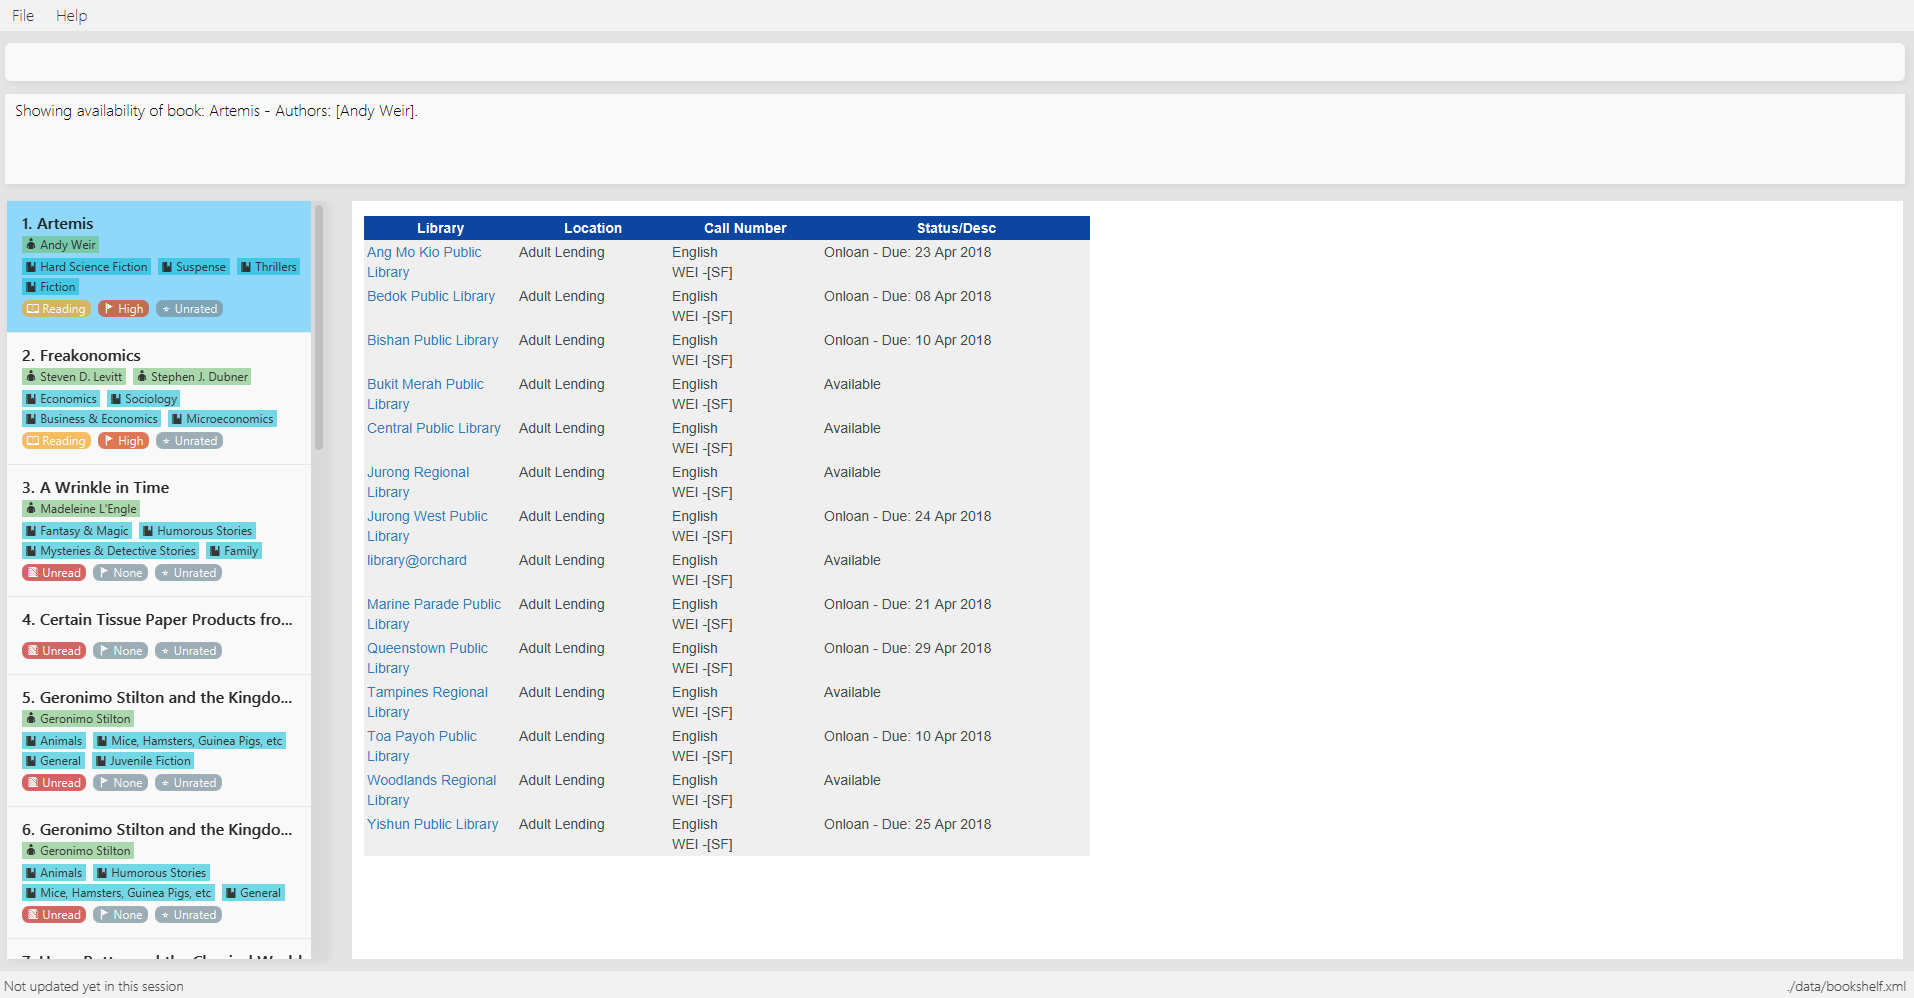 File Help
Showing availability of book: Artemis - Authors: [Andy Weir].
1. Artemis
Andy Weir
Hard Science Fiction Suspense Thrillers
Fiction
Reading High Unrated
2. Freakonomics
Steven D. Levitt Stephen J. Dubner
Economics Sociology
Business & Economics Microeconomics
Reading High Unrated
3. A Wrinkle in Time
Madeleine L'Engle
Fantasy & Magic Humorous Stories
Mysteries & Detective Stories Family
Unread None Unrated
4. Certain Tissue Paper Products fro...
Unread None Unrated
5. Geronimo Stilton and the Kingdo...
Geronimo Stilton
Animals Mice, Hamsters, Guinea Pigs, etc
General Juvenile Fiction
Unread None Unrated
6. Geronimo Stilton and the Kingdo...
Geronimo Stilton
Animals Humorous Stories
Mice, Hamsters, Guinea Pigs, etc General
Unread None Unrated
Library Location Call Number Status/Desc
Ang Mo Kio Public Adult Lending English Onloan - Due: 23 Apr 2018
Library WEI -[SF]
Bedok Public Library Adult Lending English Onloan - Due: 08 Apr 2018
WEI -[SF]
Bishan Public Library Adult Lending English Onloan - Due: 10 Apr 2018
WEI -[SF]
Bukit Merah Public Adult Lending English Available
Library WEI -[SF]
Central Public Library Adult Lending English Available
WEI -[SF]
Jurong Regional Adult Lending English Available
Library WEI -[SF]
Jurong West Public Adult Lending English Onloan - Due: 24 Apr 2018
Library WEI -[SF]
library@orchard Adult Lending English Available
WEI -[SF]
Marine Parade Public Adult Lending English Onloan - Due: 21 Apr 2018
Library WEI -[SF]
Queenstown Public Adult Lending English Onloan - Due: 29 Apr 2018
Library WEI -[SF]
Tampines Regional Adult Lending English Available
Library WEI -[SF]
Toa Payoh Public Adult Lending English Onloan - Due: 10 Apr 2018
Library WEI -[SF]
Woodlands Regional Adult Lending English Available
Library WEI -[SF]
Yishun Public Library Adult Lending English Onloan - Due: 25 Apr 2018
WEI -[SF]
Not updated yet in this session ./data/bookshelf.xml